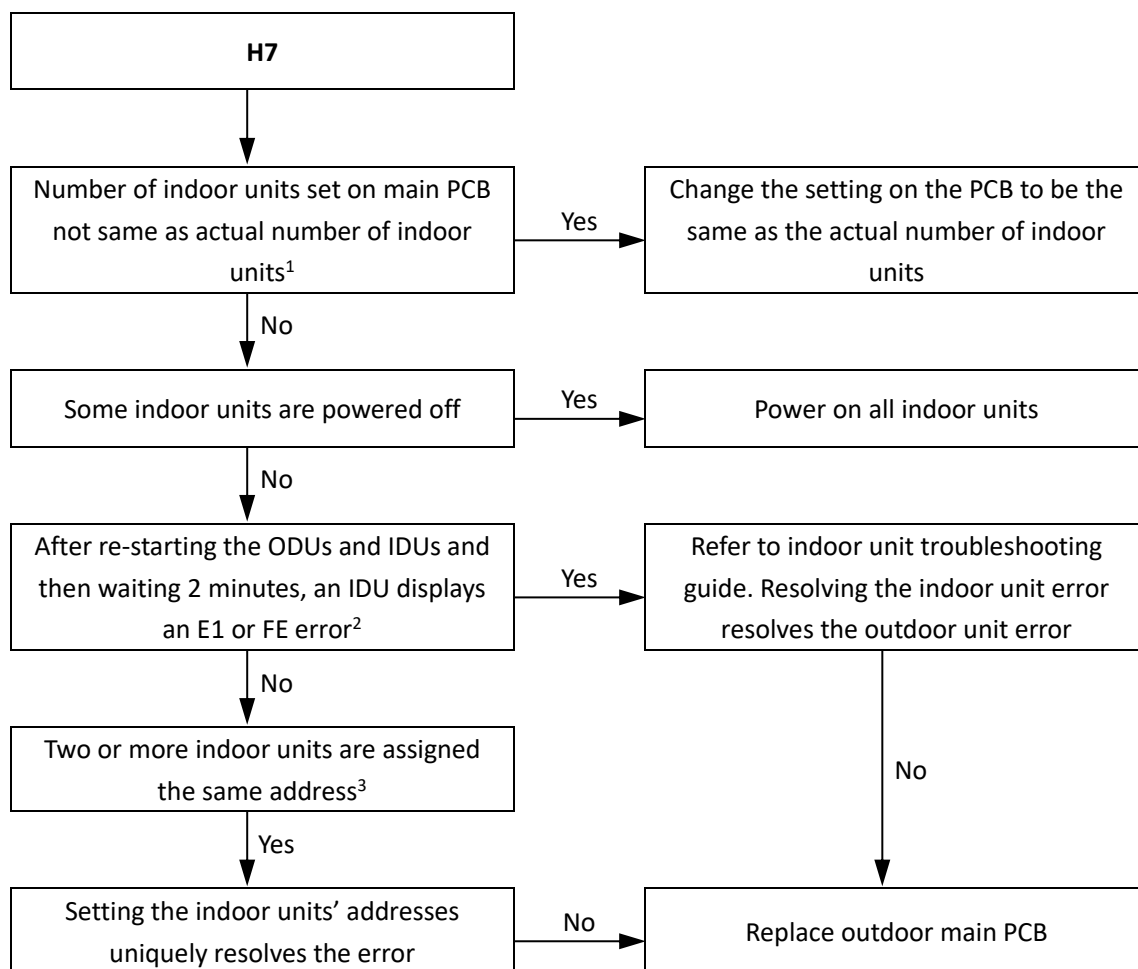 H7
Number of indoor units set on main PCB
not same as actual number of indoor
units¹
Yes
Change the setting on the PCB to be the
same as the actual number of indoor
units
No
Some indoor units are powered off
Yes
Power on all indoor units
No
After re-starting the ODUs and IDUs and
then waiting 2 minutes, an IDU displays
an E1 or FE error²
Yes
Refer to indoor unit troubleshooting
guide. Resolving the indoor unit error
resolves the outdoor unit error
No
Two or more indoor units are assigned
the same address³
No
Yes
Setting the indoor units’ addresses
uniquely resolves the error
No
Replace outdoor main PCB